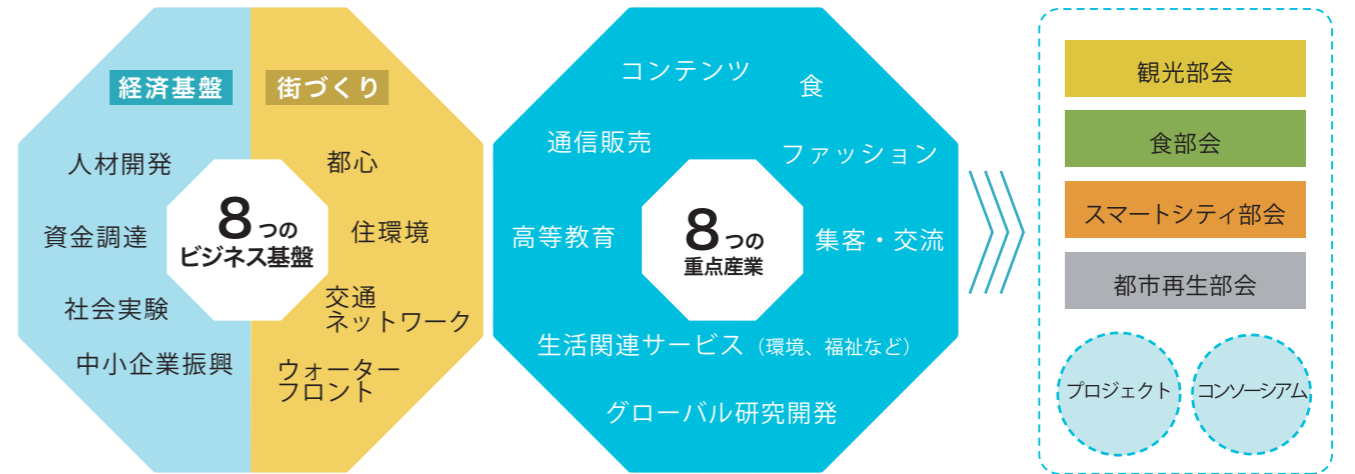 経済基盤
人材開発
資金調達
社会実験
中小企業振興
街づくり
都心
住環境
交通
ネットワーク
ウォーター
フロント
8つの
ビジネス基盤
コンテンツ
食
通信販売
ファッション
高等教育
集客・交流
生活関連サービス（環境、福祉など）
グローバル研究開発
8つの
重点産業
観光部会
食部会
スマートシティ部会
都市再生部会
プロジェクト
コンソーシアム